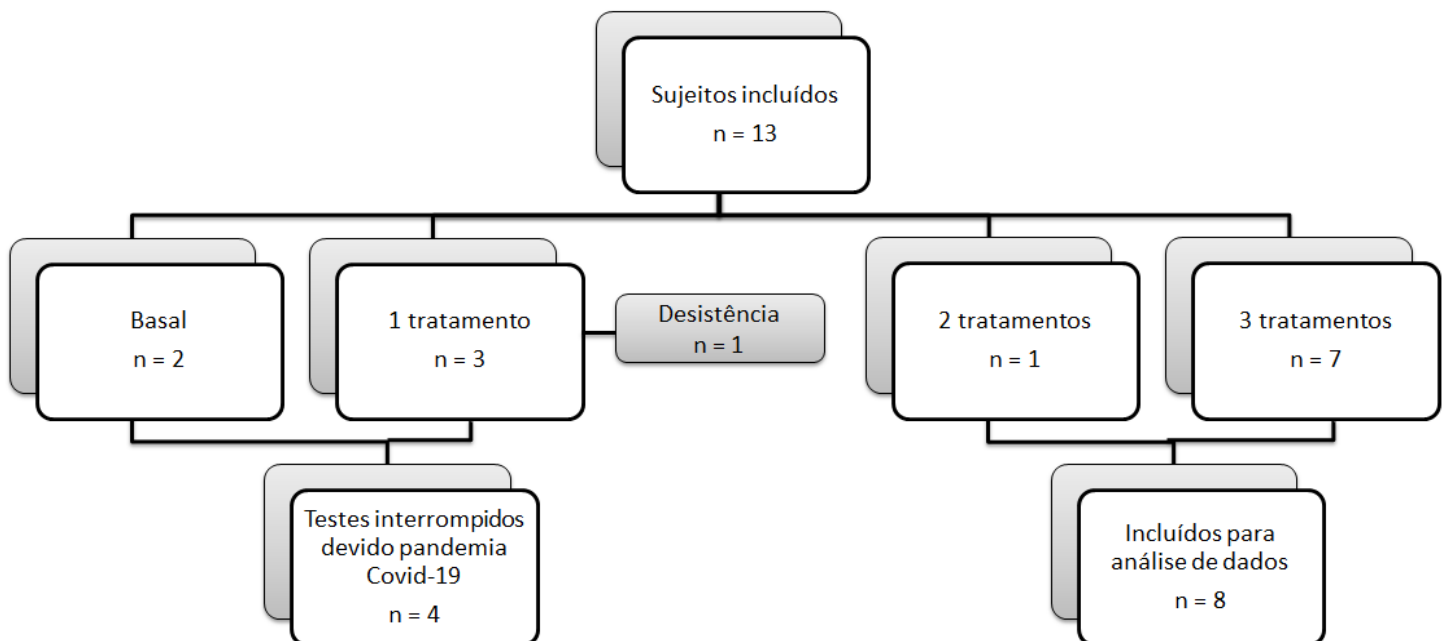 Sujeitos incluídos
n = 13
Basal
n = 2
1 tratamento
n = 3
Desistência
n = 1
2 tratamentos
n = 1
3 tratamentos
n = 7
Testes interrompidos
devido pandemia
Covid-19
n = 4
Incluídos para
análise de dados
n = 8